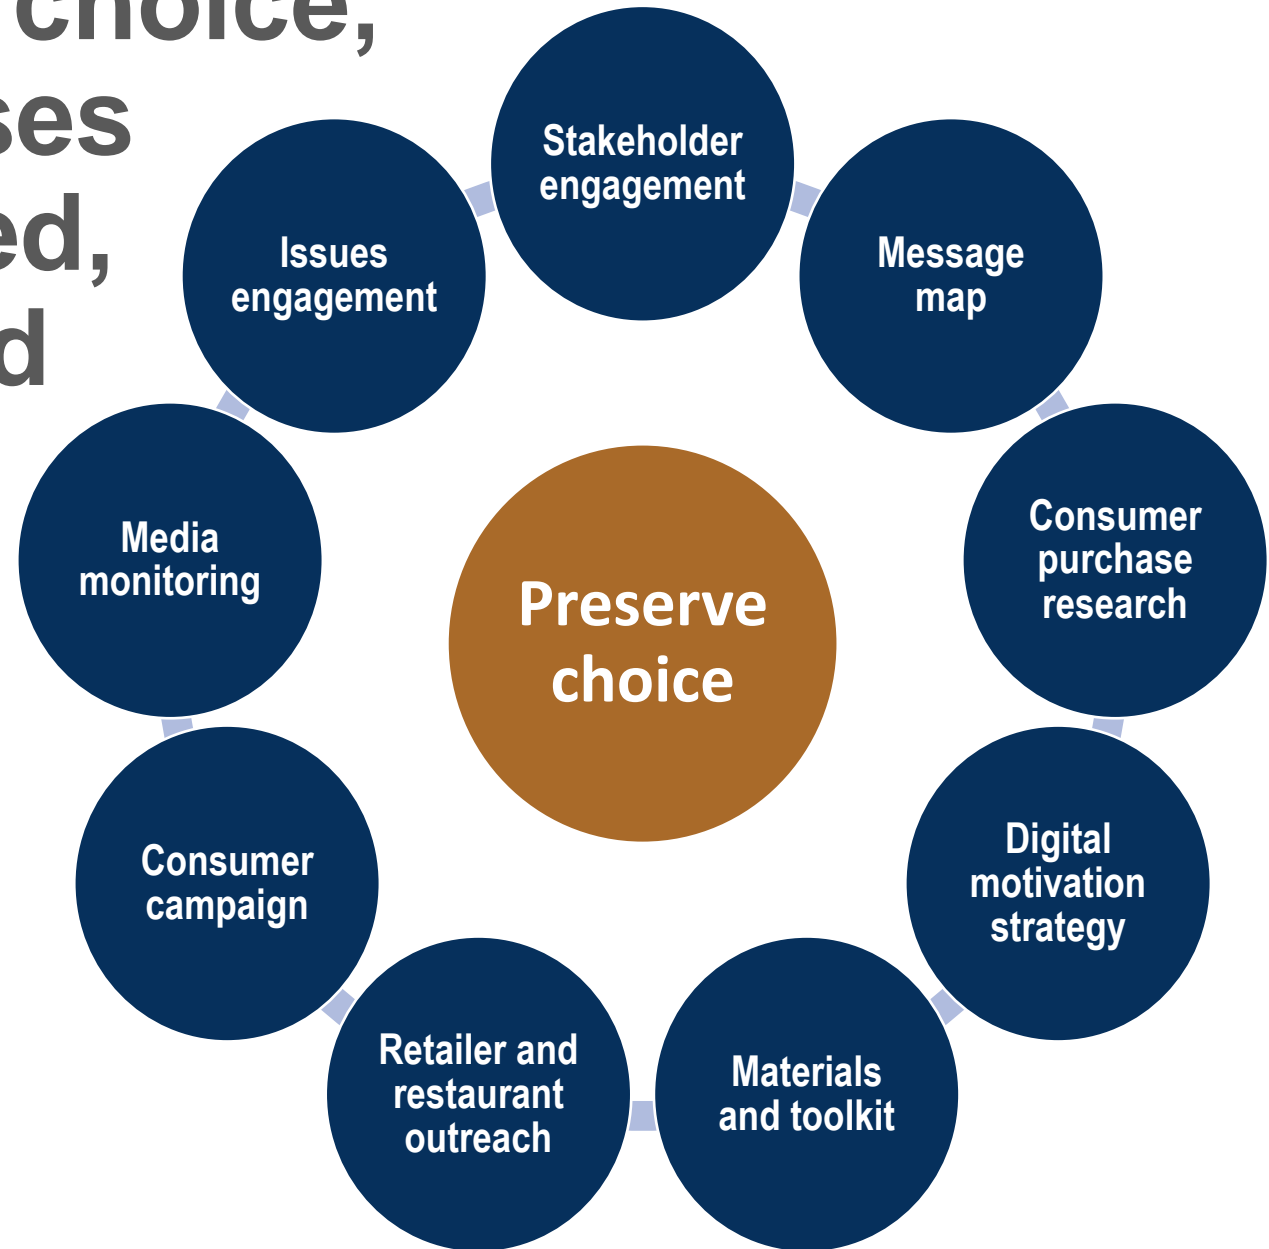 choice,
ses
ed,
d
Stakeholder
engagement
Message
map
Consumer
purchase
research
Digital
motivation
strategy
Materials
and toolkit
Retailer and
restaurant
outreach
Consumer
campaign
Media
monitoring
Issues
engagement
Preserve
choice